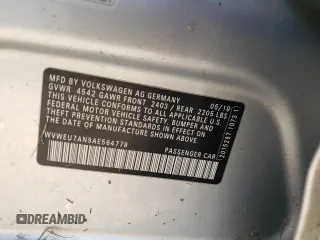 MFD BY VOLKSWAGEN AG GERMANY 05/10
GVWR 4542 GAWR FRONT 2403 / REAR 2205 LBS
THIS VEHICLE CONFORMS TO ALL APPLICABLE U.S.
FEDERAL MOTOR VEHICLE SAFETY, BUMPER, AND
THEFT PREVENTION STANDARDS IN EFFECT ON THE
DATE OF MANUFACTURE SHOWN ABOVE.
WVWEU7AN9AE564778 PASSENGER CAR
DREAMBID